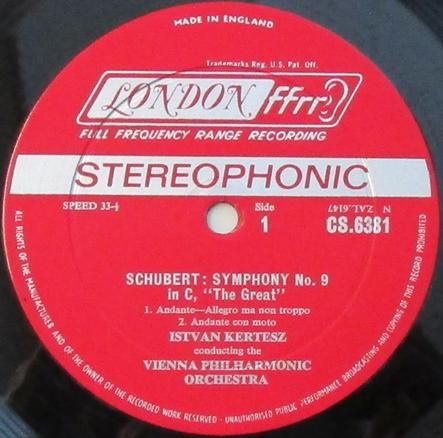 MADE IN ENGLAND
Trademarks Reg. U.S. Pat. Off.
LONDON ffrr
FULL FREQUENCY RANGE RECORDING
STEREOPHONIC
SPEED 33⅓
Side
1
N ZAL.6147
CS.6381
SCHUBERT: SYMPHONY No. 9
in C, "The Great"
1. Andante—Allegro ma non troppo
2. Andante con moto
ISTVAN KERTESZ
conducting the
VIENNA PHILHARMONIC
ORCHESTRA
ALL RIGHTS OF THE MANUFACTURER AND OF THE OWNER OF THE RECORDED WORK RESERVED - UNAUTHORISED PUBLIC PERFORMANCE, BROADCASTING AND COPYING OF THIS RECORD PROHIBITED